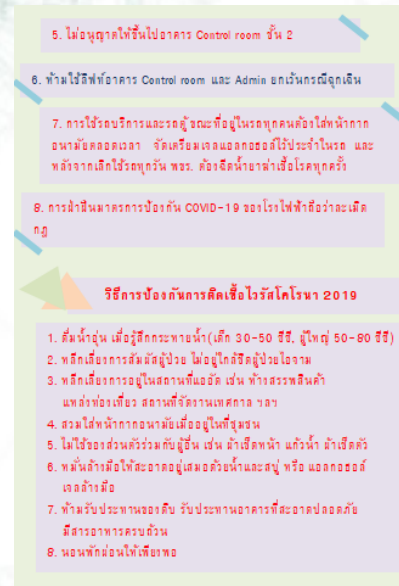 5. ไม่อนุญาตให้ขึ้นไปอาคาร Control room ชั้น 2
6. ห้ามใช้ลิฟท์อาคาร Control room และ Admin ยกเว้นกรณีฉุกเฉิน
7. การใช้รถบริการและรถตู้ ขณะที่อยู่ในรถทุกคนต้องใส่หน้ากาก
อนามัยตลอดเวลา จัดเตรียมเจลแอลกอฮอล์ไว้ประจำในรถ และ
หลังจากเลิกใช้รถทุกวัน พขร. ต้องฉีดน้ำยาฆ่าเชื้อโรคทุกครั้ง
8. การฝ่าฝืนมาตรการป้องกัน COVID-19 ของโรงไฟฟ้าถือว่าละเมิด
กฎ
วิธีการป้องกันการติดเชื้อไวรัสโคโรนา 2019
1. ดื่มน้ำอุ่น เมื่อรู้สึกกระหายน้ำ(เด็ก 30-50 ซีซี, ผู้ใหญ่ 50-80 ซีซี)
2. หลีกเลี่ยงการสัมผัสผู้ป่วย ไม่อยู่ใกล้ชิดผู้ป่วยไอจาม
3. หลีกเลี่ยงการอยู่ในสถานที่แออัด เช่น ห้างสรรพสินค้า
แหล่งท่องเที่ยว สถานที่จัดงานเทศกาล ฯลฯ
4. สวมใส่หน้ากากอนามัยเมื่ออยู่ในที่ชุมชน
5. ไม่ใช้ของส่วนตัวร่วมกับผู้อื่น เช่น ผ้าเช็ดหน้า แก้วน้ำ ผ้าเช็ดตัว
6. หมั่นล้างมือให้สะอาดอยู่เสมอด้วยน้ำและสบู่ หรือ แอลกอฮอล์
เจลล้างมือ
7. ห้ามรับประทานของดิบ รับประทานอาหารที่สะอาดปลอดภัย
มีสารอาหารครบถ้วน
8. นอนพักผ่อนให้เพียงพอ